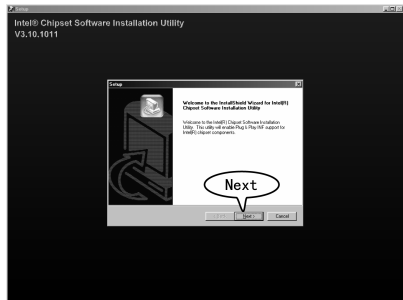 Setup
Intel® Chipset Software Installation Utility
V3.10.1011
Setup
Welcome to the InstallShield Wizard for Intel(R)
Chipset Software Installation Utility
Welcome to the Intel(R) Chipset Software Installation
Utility. This utility will enable Plug & Play INF support for
Intel(R) chipset components.
Next
Next >
Cancel